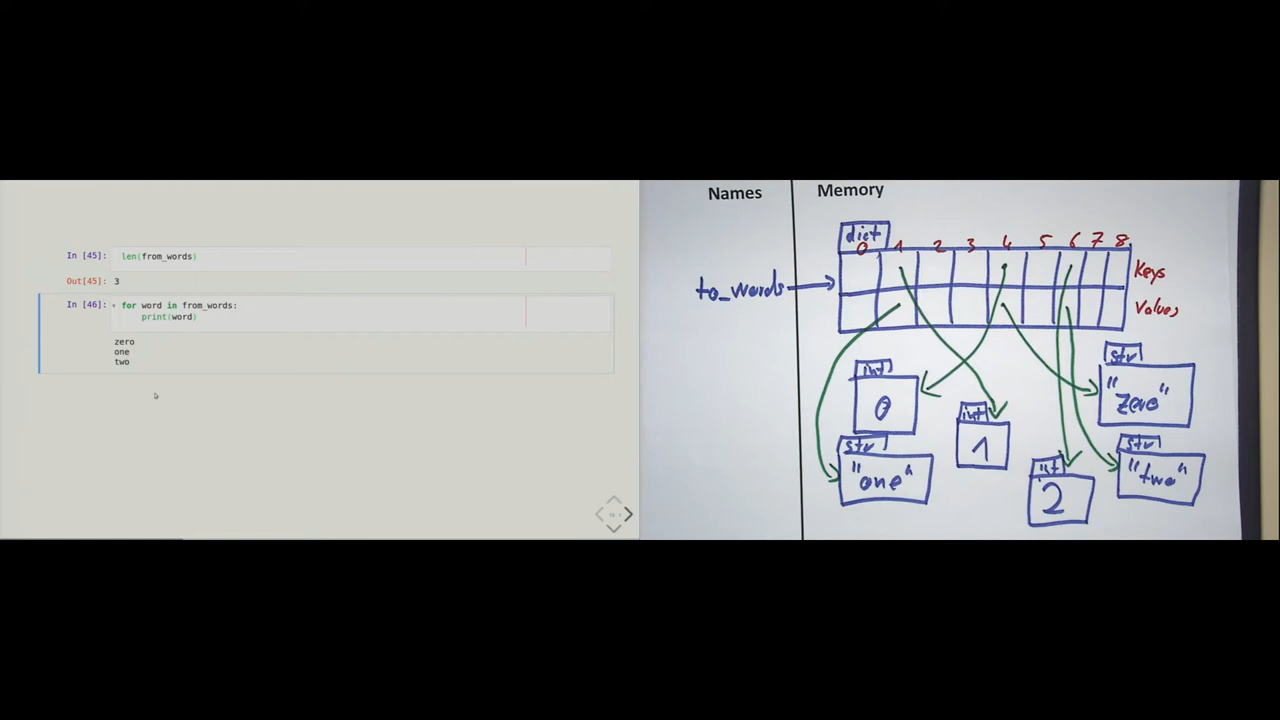 In [45]: len(from_words)
Out[45]: 3
In [46]: for word in from_words:
print(word)
zero
one
two
Names Memory
dict
0 1 2 3 4 5 6 7 8
Keys
to_words
Values
int
0
str
"zero"
int
1
str
"one"
int
2
str
"two"